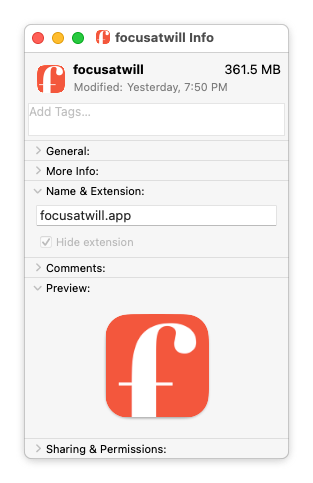 focusatwill Info
focusatwill 361.5 MB
Modified: Yesterday, 7:50 PM
Add Tags...
General:
More Info:
Name & Extension:
focusatwill.app
Hide extension
Comments:
Preview:
f
Sharing & Permissions: